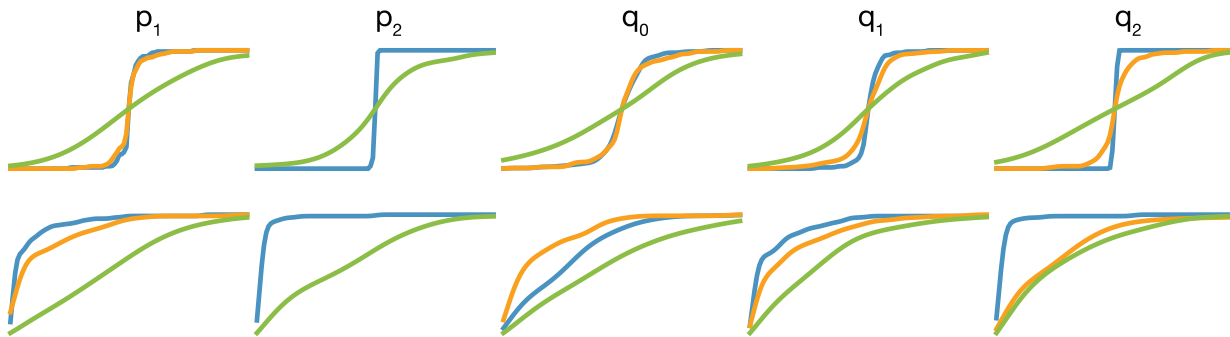 p₁ p₂ q₀ q₁ q₂